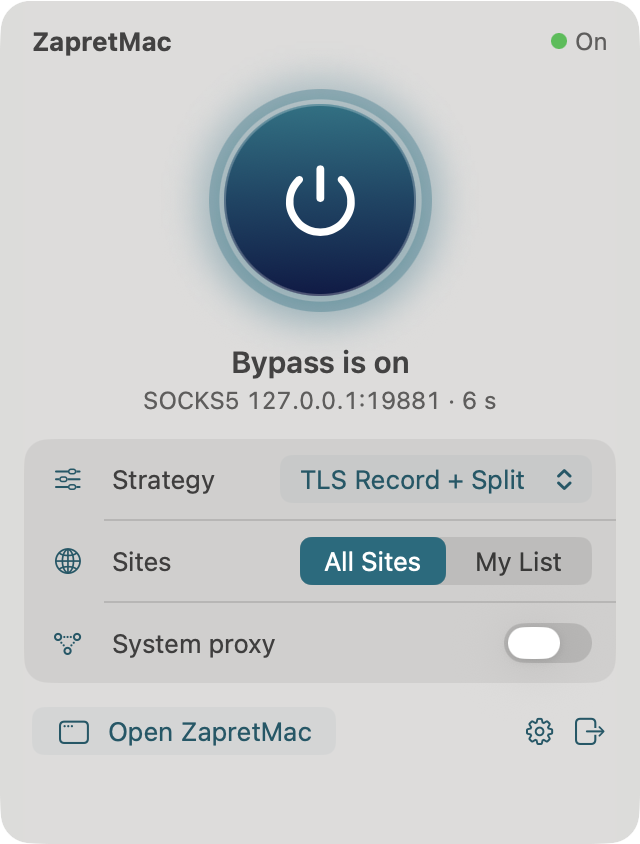 ZapretMac
On
Bypass is on
SOCKS5 127.0.0.1:19881 · 6 s
Strategy
TLS Record + Split
Sites
All Sites
My List
System proxy
Open ZapretMac